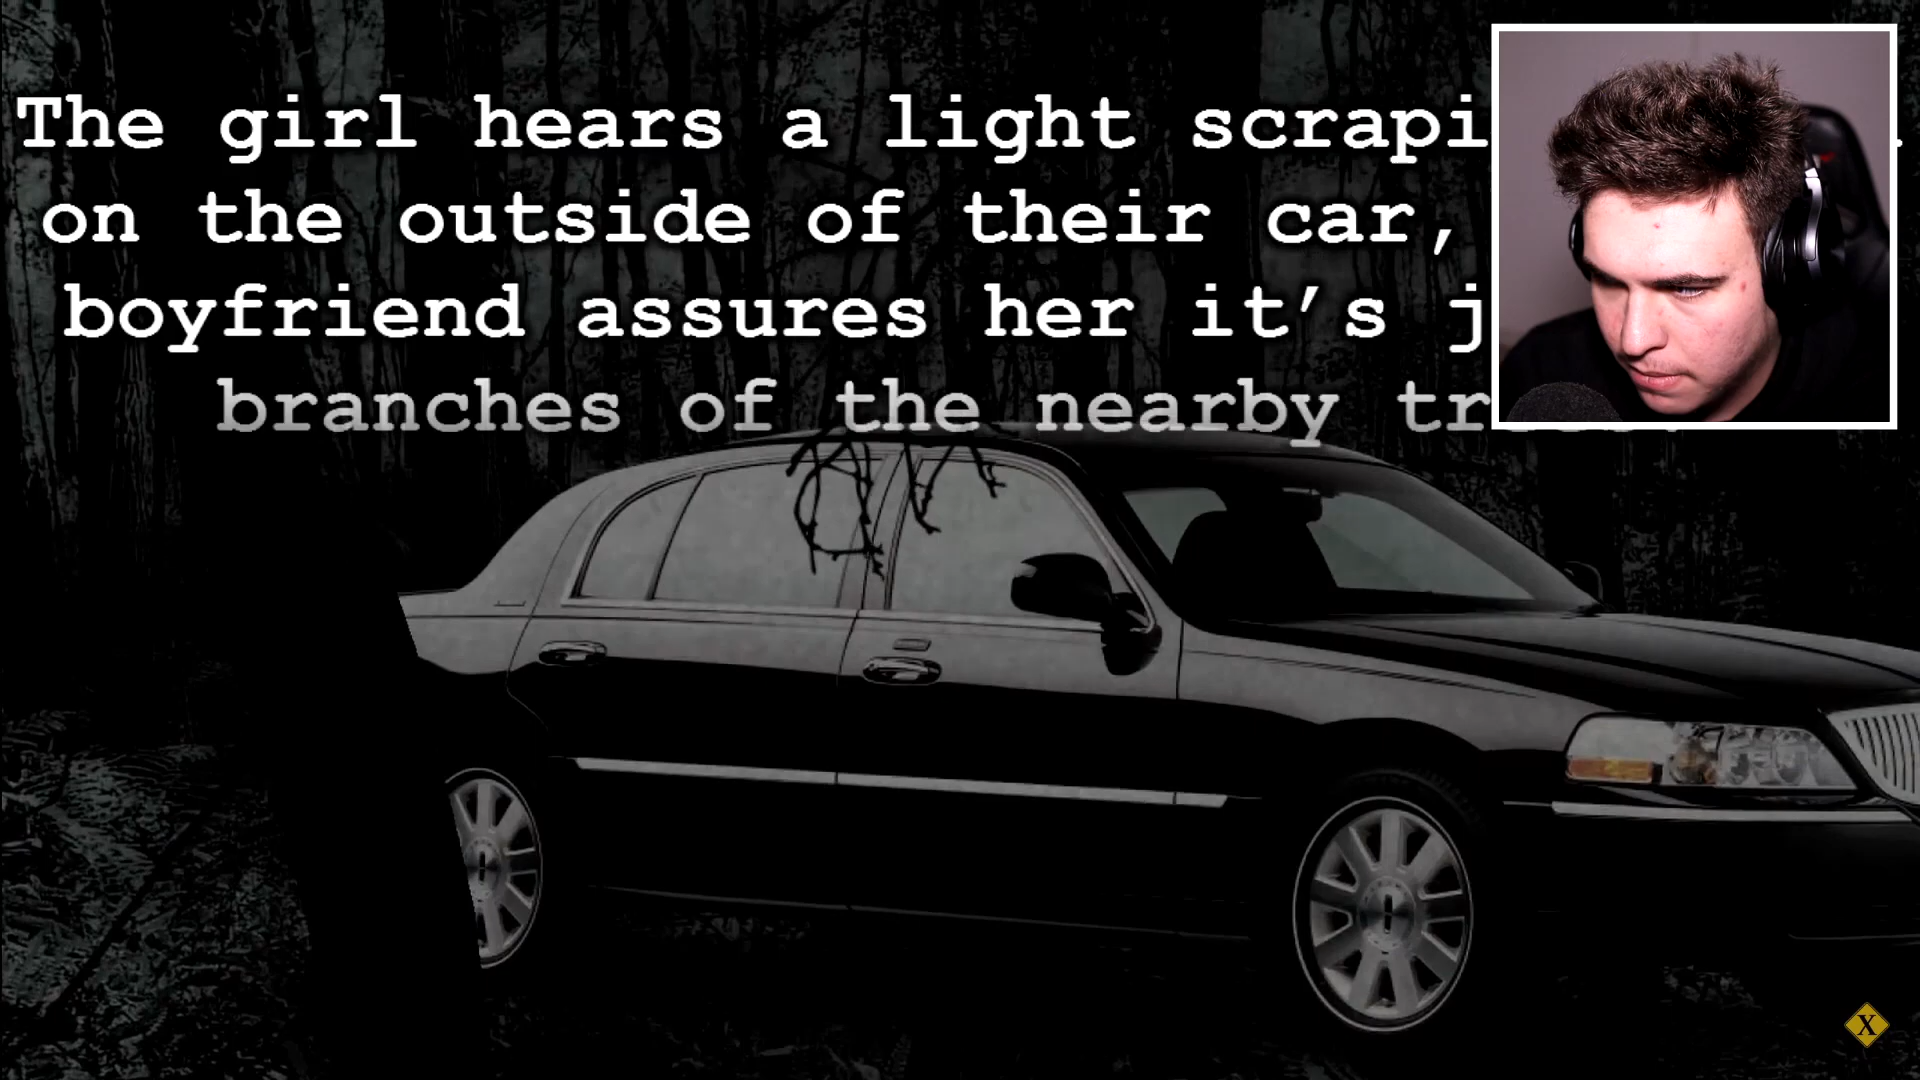 The girl hears a light scrapi
on the outside of their car,
boyfriend assures her it’s j
branches of the nearby tr
X